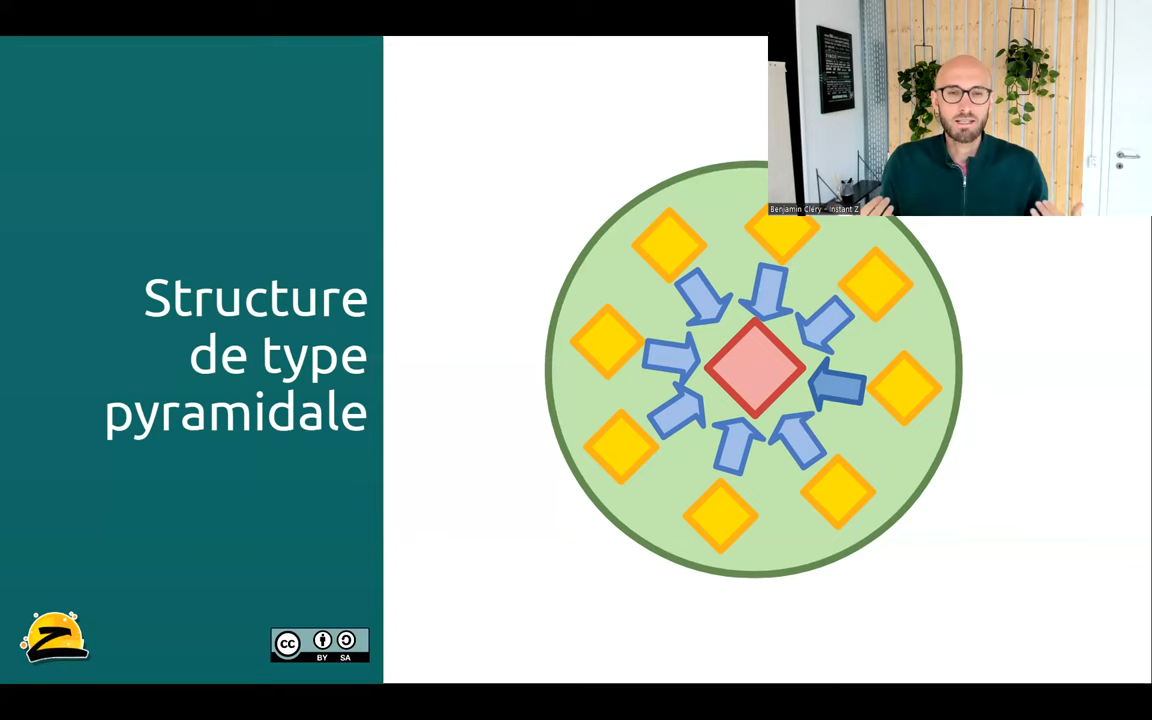 Structure
de type
pyramidale
Benjamin Cléry - instant Z
Z
cc
BY SA